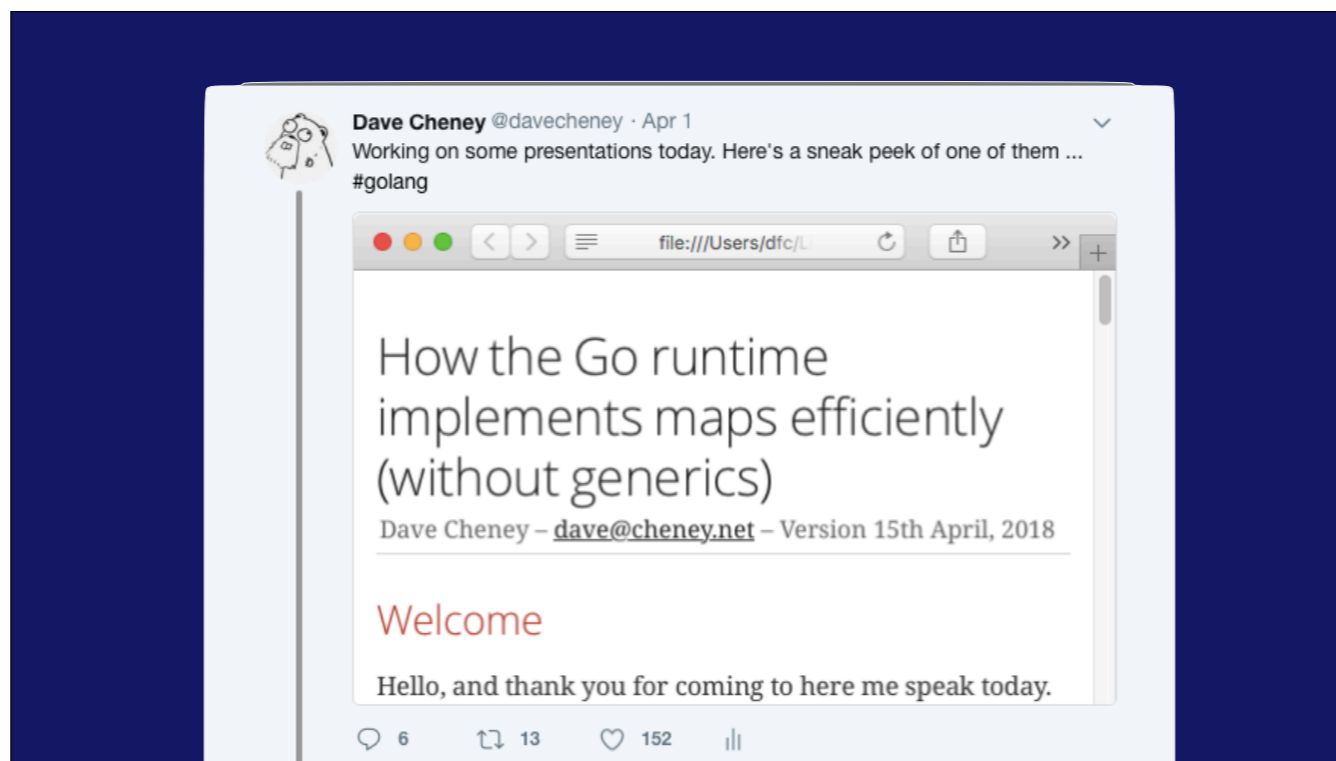 Dave Cheney @davecheney · Apr 1
Working on some presentations today. Here's a sneak peek of one of them ...
#golang
file:///Users/dfc/L
How the Go runtime
implements maps efficiently
(without generics)
Dave Cheney – dave@cheney.net – Version 15th April, 2018
Welcome
Hello, and thank you for coming to here me speak today.
6 13 152